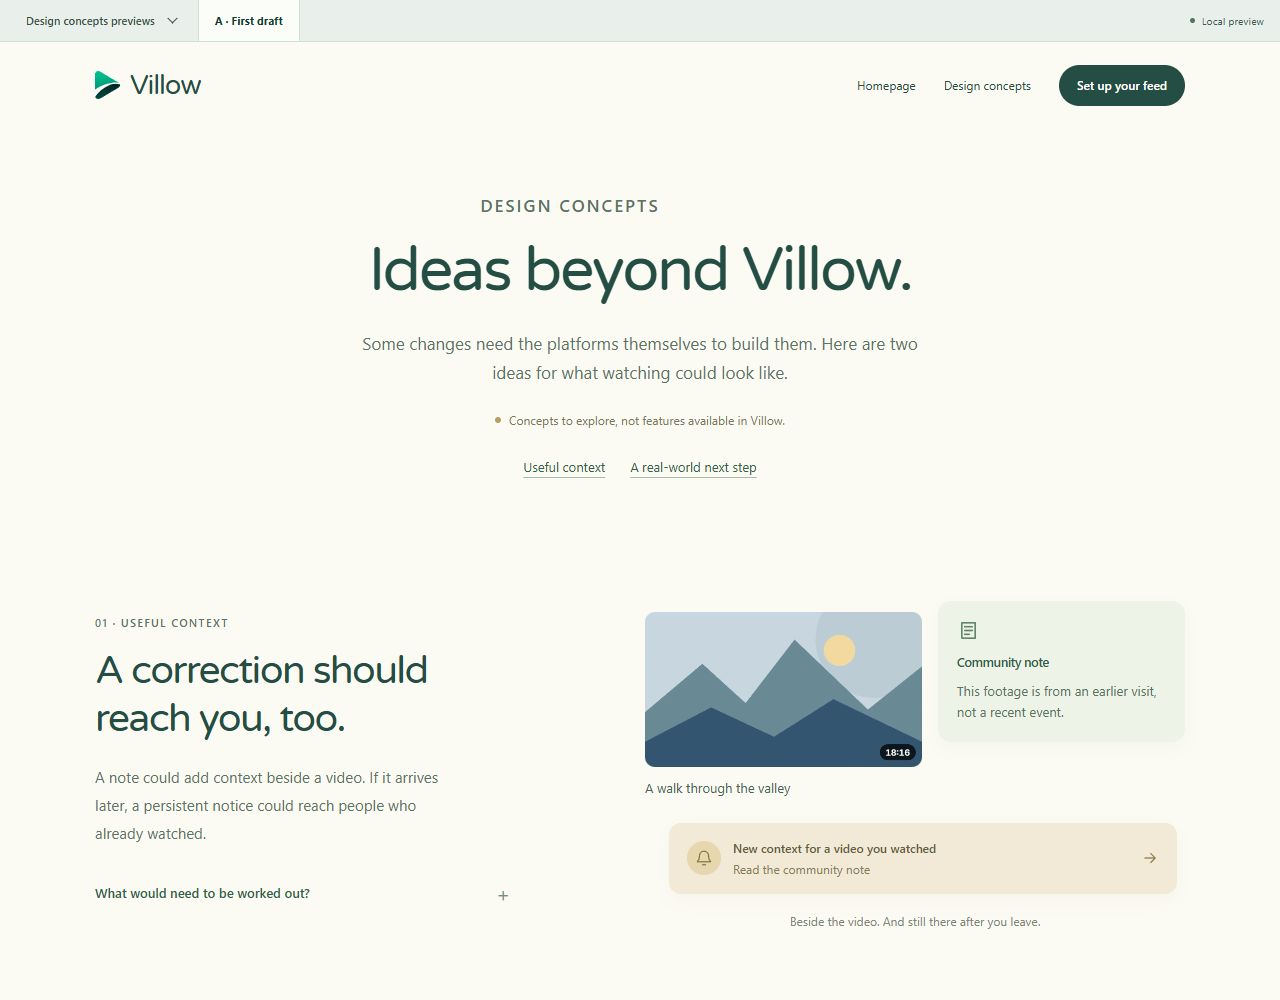 Design concepts previews
A · First draft
Local preview
Villow
Homepage
Design concepts
Set up your feed
DESIGN CONCEPTS
Ideas beyond Villow.
Some changes need the platforms themselves to build them. Here are two
ideas for what watching could look like.
Concepts to explore, not features available in Villow.
Useful context
A real-world next step
01 · USEFUL CONTEXT
A correction should
reach you, too.
A note could add context beside a video. If it arrives
later, a persistent notice could reach people who
already watched.
What would need to be worked out?
18:16
A walk through the valley
Community note
This footage is from an earlier visit,
not a recent event.
New context for a video you watched
Read the community note
Beside the video. And still there after you leave.